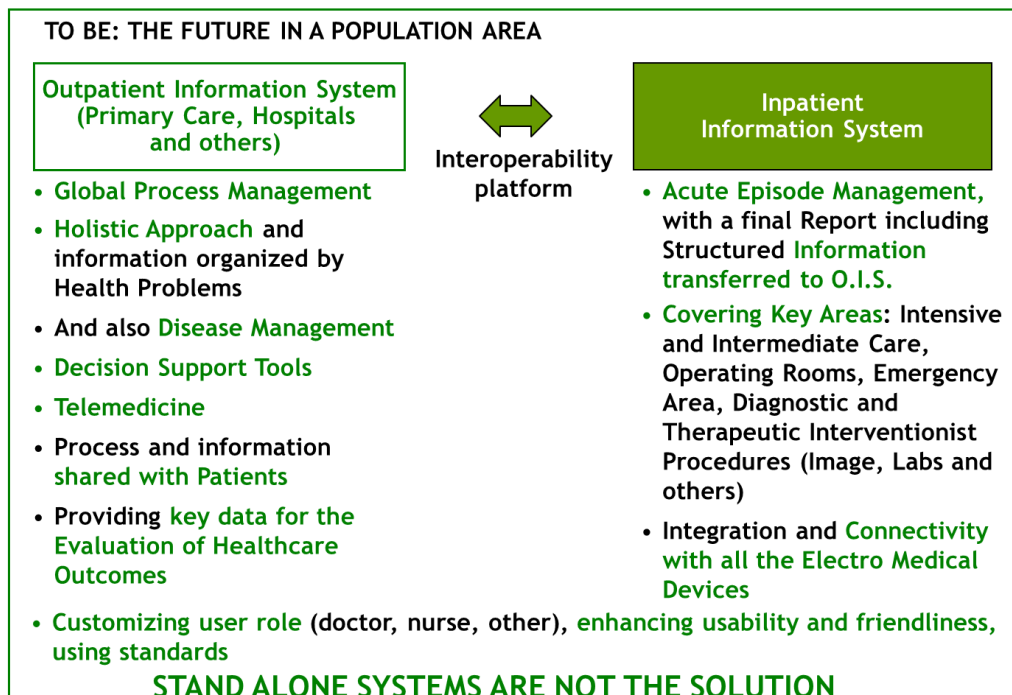 TO BE: THE FUTURE IN A POPULATION AREA
Outpatient Information System
(Primary Care, Hospitals
and others)
Interoperability
platform
Inpatient
Information System
• Global Process Management
• Holistic Approach and
information organized by
Health Problems
• And also Disease Management
• Decision Support Tools
• Telemedicine
• Process and information
shared with Patients
• Providing key data for the
Evaluation of Healthcare
Outcomes
• Acute Episode Management,
with a final Report including
Structured Information
transferred to O.I.S.
• Covering Key Areas: Intensive
and Intermediate Care,
Operating Rooms, Emergency
Area, Diagnostic and
Therapeutic Interventionist
Procedures (Image, Labs and
others)
• Integration and Connectivity
with all the Electro Medical
Devices
• Customizing user role (doctor, nurse, other), enhancing usability and friendliness,
using standards
STAND ALONE SYSTEMS ARE NOT THE SOLUTION